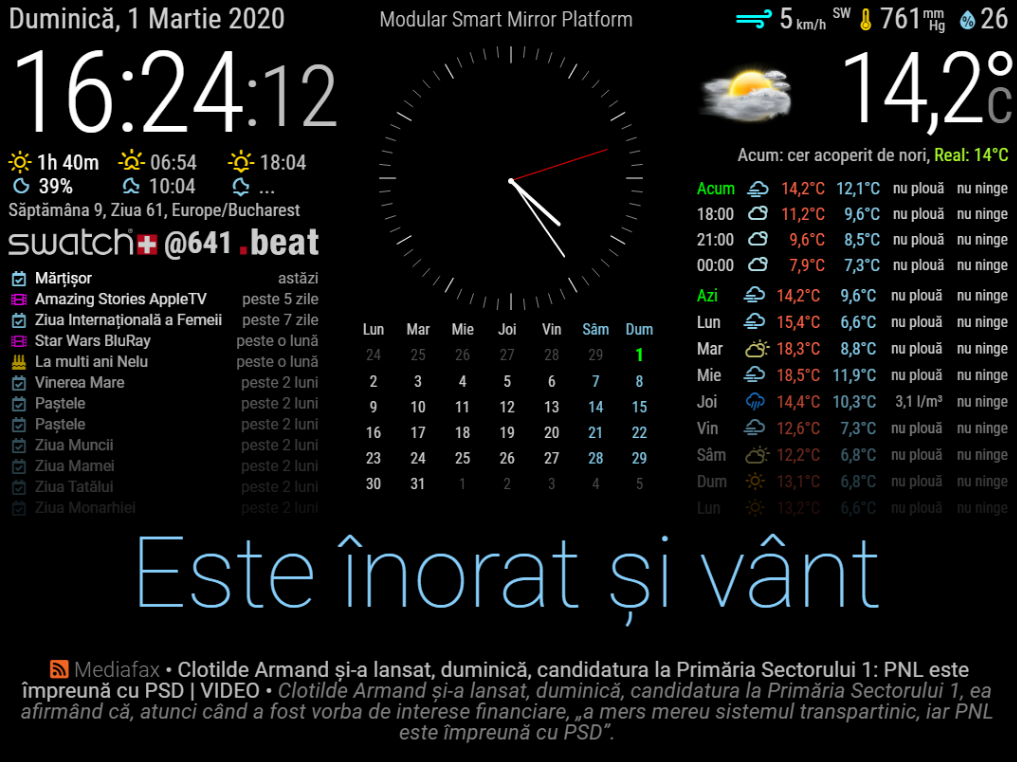 Duminică, 1 Martie 2020
16:24:12
1h 40m 06:54 18:04
39% 10:04 ...
Săptămâna 9, Ziua 61, Europe/Bucharest
swatch @641 .beat
Mărțișor astăzi
Amazing Stories AppleTV peste 5 zile
Ziua Internațională a Femeii peste 7 zile
Star Wars BluRay peste o lună
La multi ani Nelu peste o lună
Vinerea Mare peste 2 luni
Paștele peste 2 luni
Paștele peste 2 luni
Ziua Muncii peste 2 luni
Ziua Mamei peste 2 luni
Ziua Tatălui peste 2 luni
Ziua Monarhiei peste 2 luni
Modular Smart Mirror Platform
Lun Mar Mie Joi Vin Sâm Dum
24 25 26 27 28 29 1
2 3 4 5 6 7 8
9 10 11 12 13 14 15
16 17 18 19 20 21 22
23 24 25 26 27 28 29
30 31 1 2 3 4 5
5 km/h SW 761 mm Hg % 26
14,2°C
Acum: cer acoperit de nori, Real: 14°C
Acum 14,2°C 12,1°C nu plouă nu ninge
18:00 11,2°C 9,6°C nu plouă nu ninge
21:00 9,6°C 8,5°C nu plouă nu ninge
00:00 7,9°C 7,3°C nu plouă nu ninge
Azi 14,2°C 9,6°C nu plouă nu ninge
Lun 15,4°C 6,6°C nu plouă nu ninge
Mar 18,3°C 8,8°C nu plouă nu ninge
Mie 18,5°C 11,9°C nu plouă nu ninge
Joi 14,4°C 10,3°C 3,1 l/m³ nu ninge
Vin 12,6°C 7,3°C nu plouă nu ninge
Sâm 12,2°C 6,8°C nu plouă nu ninge
Dum 13,1°C 6,8°C nu plouă nu ninge
Lun 13,2°C 6,6°C nu plouă nu ninge
Este înorat și vânt
Mediafax • Clotilde Armand și-a lansat, duminică, candidatura la Primăria Sectorului 1: PNL este
împreună cu PSD | VIDEO • Clotilde Armand și-a lansat, duminică, candidatura la Primăria Sectorului 1, ea
afirmând că, atunci când a fost vorba de interese financiare, „a mers mereu sistemul transpartinic, iar PNL
este împreună cu PSD”.